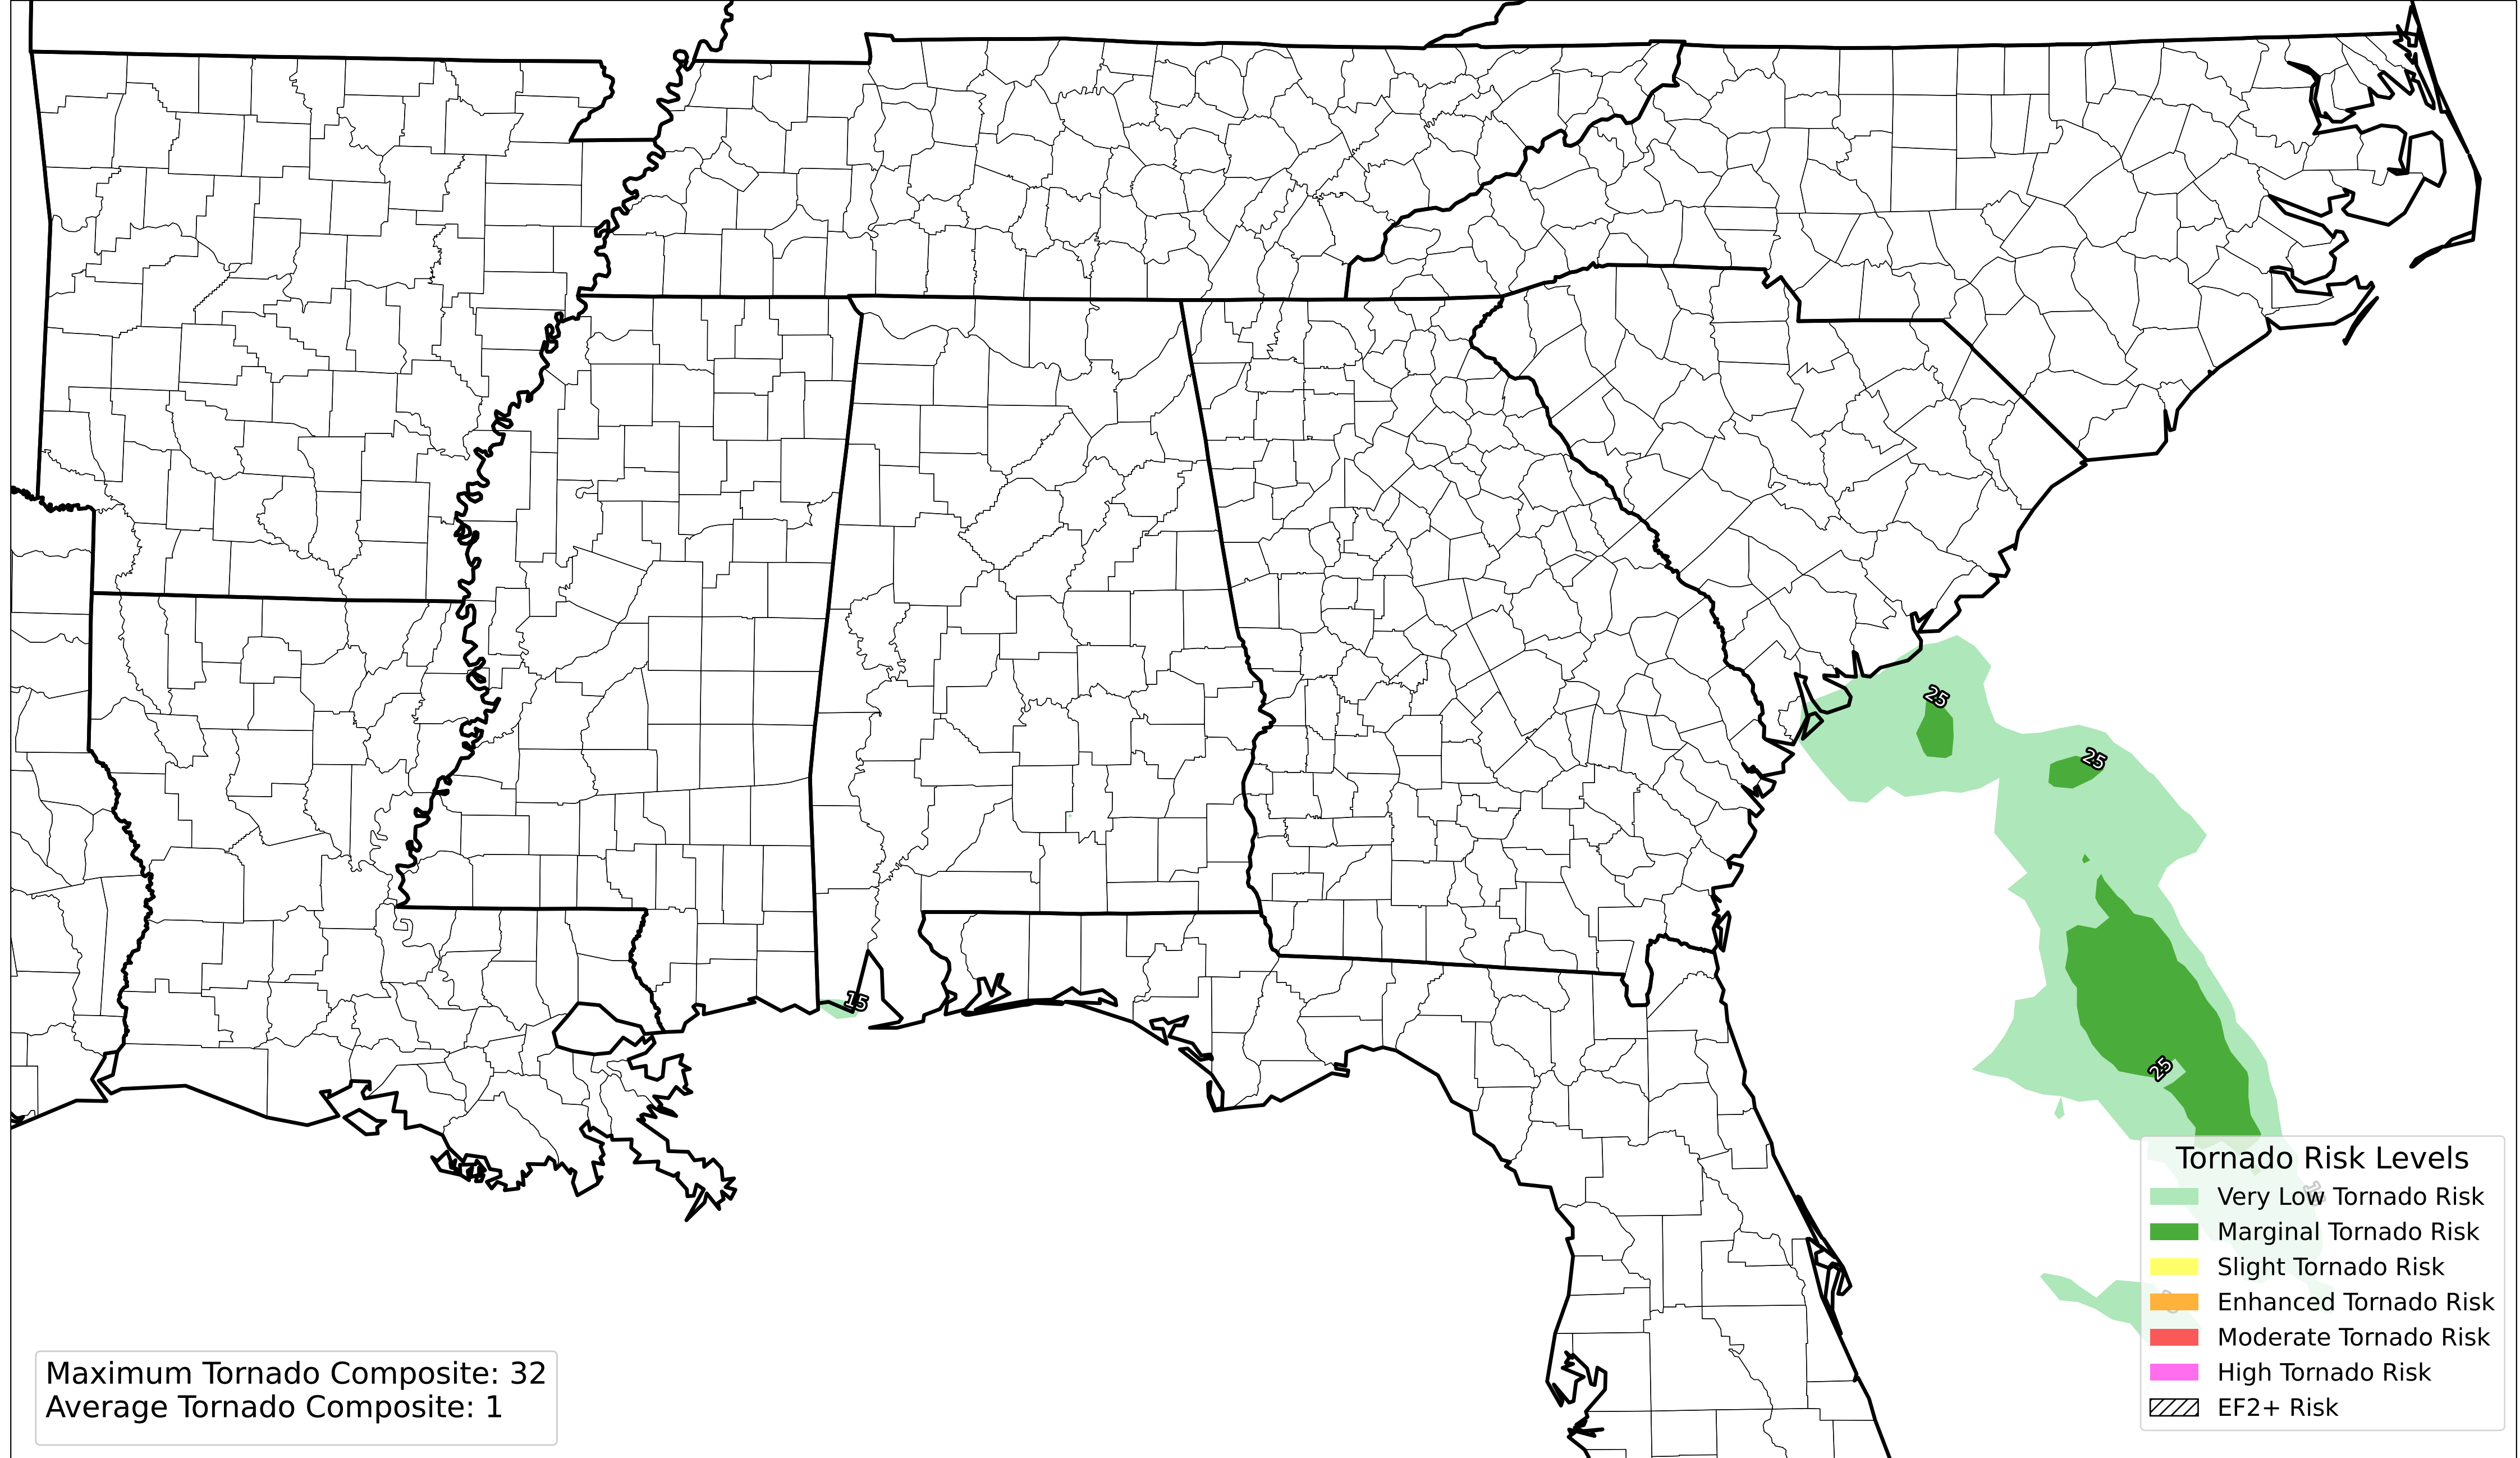 25
25
15
25
Tornado Risk Levels
Very Low Tornado Risk
Marginal Tornado Risk
Slight Tornado Risk
Enhanced Tornado Risk
Moderate Tornado Risk
High Tornado Risk
EF2+ Risk
Maximum Tornado Composite: 32
Average Tornado Composite: 1